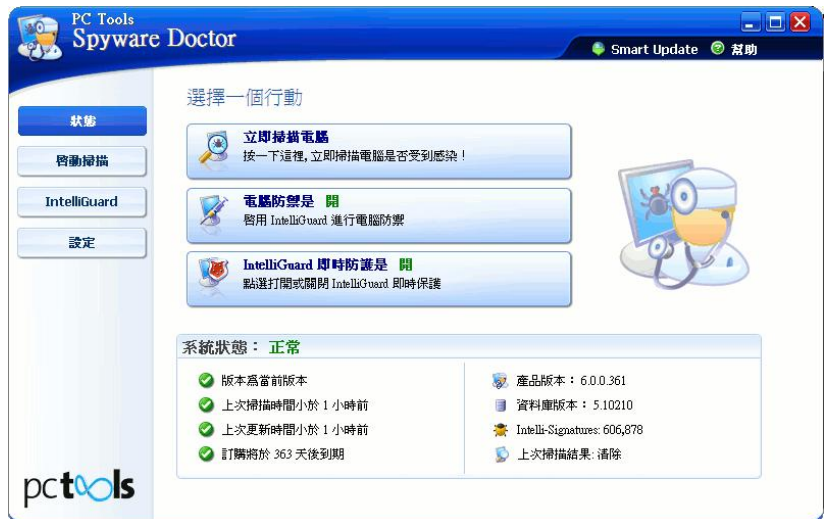 PC Tools
Spyware Doctor
Smart Update 幫助
狀態
啓動掃描
IntelliGuard
設定
選擇一個行動
立即掃描電腦
按一下這裡, 立即掃描電腦是否受到感染!
電腦防禦是 開
啓用 IntelliGuard 進行電腦防禦
IntelliGuard 即時防護是 開
點選打開或關閉 IntelliGuard 即時保護
系統狀態: 正常
版本爲當前版本
上次掃描時間小於 1 小時前
上次更新時間小於 1 小時前
訂購將於 363 天後到期
產品版本: 6.0.0.361
資料庫版本: 5.10210
Intelli-Signatures: 606,878
上次掃描結果: 清除
pctools